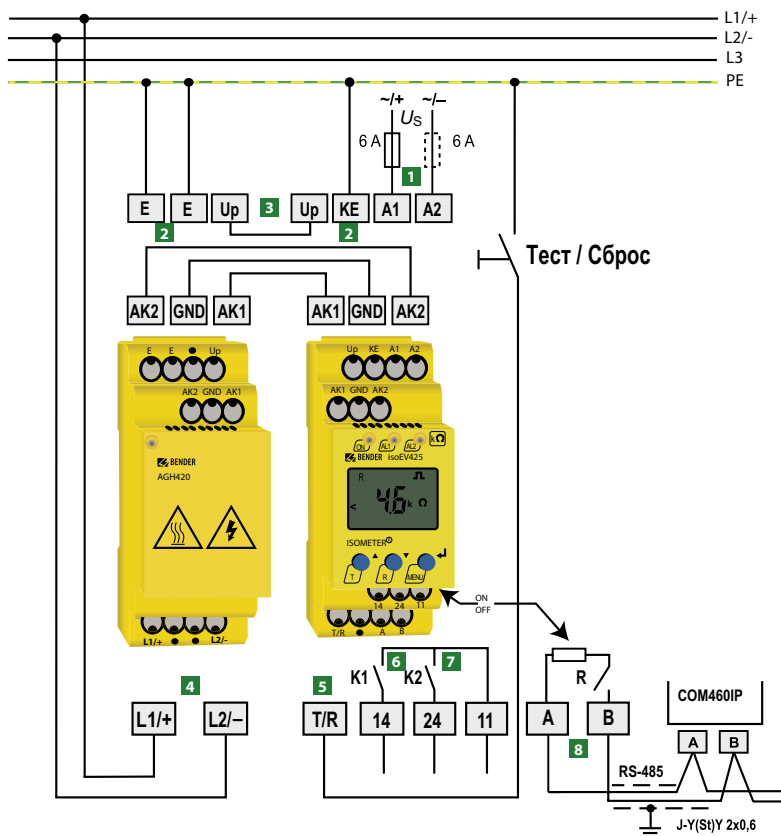 L1/+
L2/-
L3
PE
~/+ ~/–
US
6 A 6 A
1
E E Up 3 Up KE A1 A2
2 2
Тест / Сброс
AK2 GND AK1 AK1 GND AK2
E E Up
Up KE A1 A2
AK2 GND AK1
AK1 GND AK2
ON AL1 AL2 kΩ
BENDER
AGH420
BENDER isoEV425
R
< 4.6 k Ω
ISOMETER
T R MENU
ON
OFF
14 24 11
T/R A B
L1/+ L2/-
4 5 6 7
K1 K2
R
COM460IP
L1/+ L2/– T/R 14 24 11 A B
8
A B
RS-485
J-Y(St)Y 2x0,6